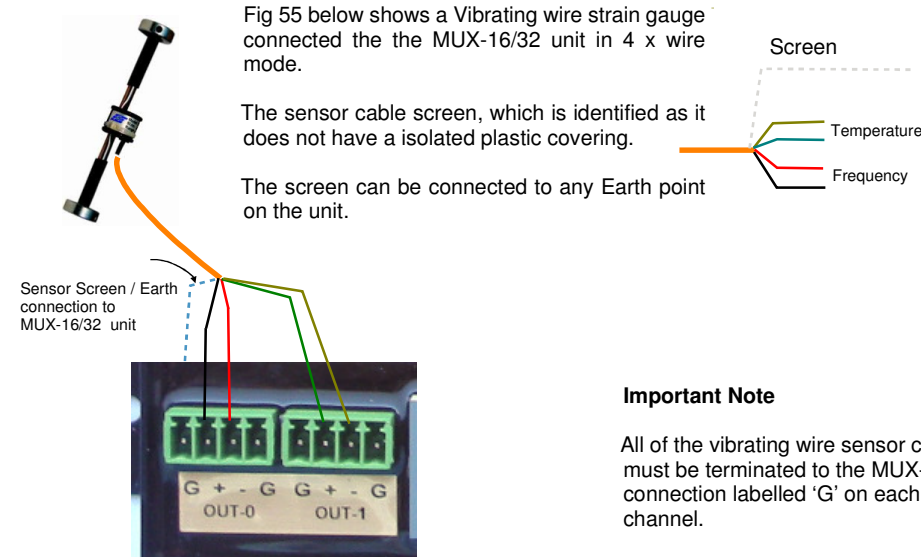 Fig 55 below shows a Vibrating wire strain gauge
connected the the MUX-16/32 unit in 4 x wire
mode.
The sensor cable screen, which is identified as it
does not have a isolated plastic covering.
The screen can be connected to any Earth point
on the unit.
Screen
Temperature
Frequency
Sensor Screen / Earth
connection to
MUX-16/32 unit
G + - G G + - G
OUT-0 OUT-1
Important Note
All of the vibrating wire sensor c
must be terminated to the MUX-
connection labelled ‘G’ on each
channel.